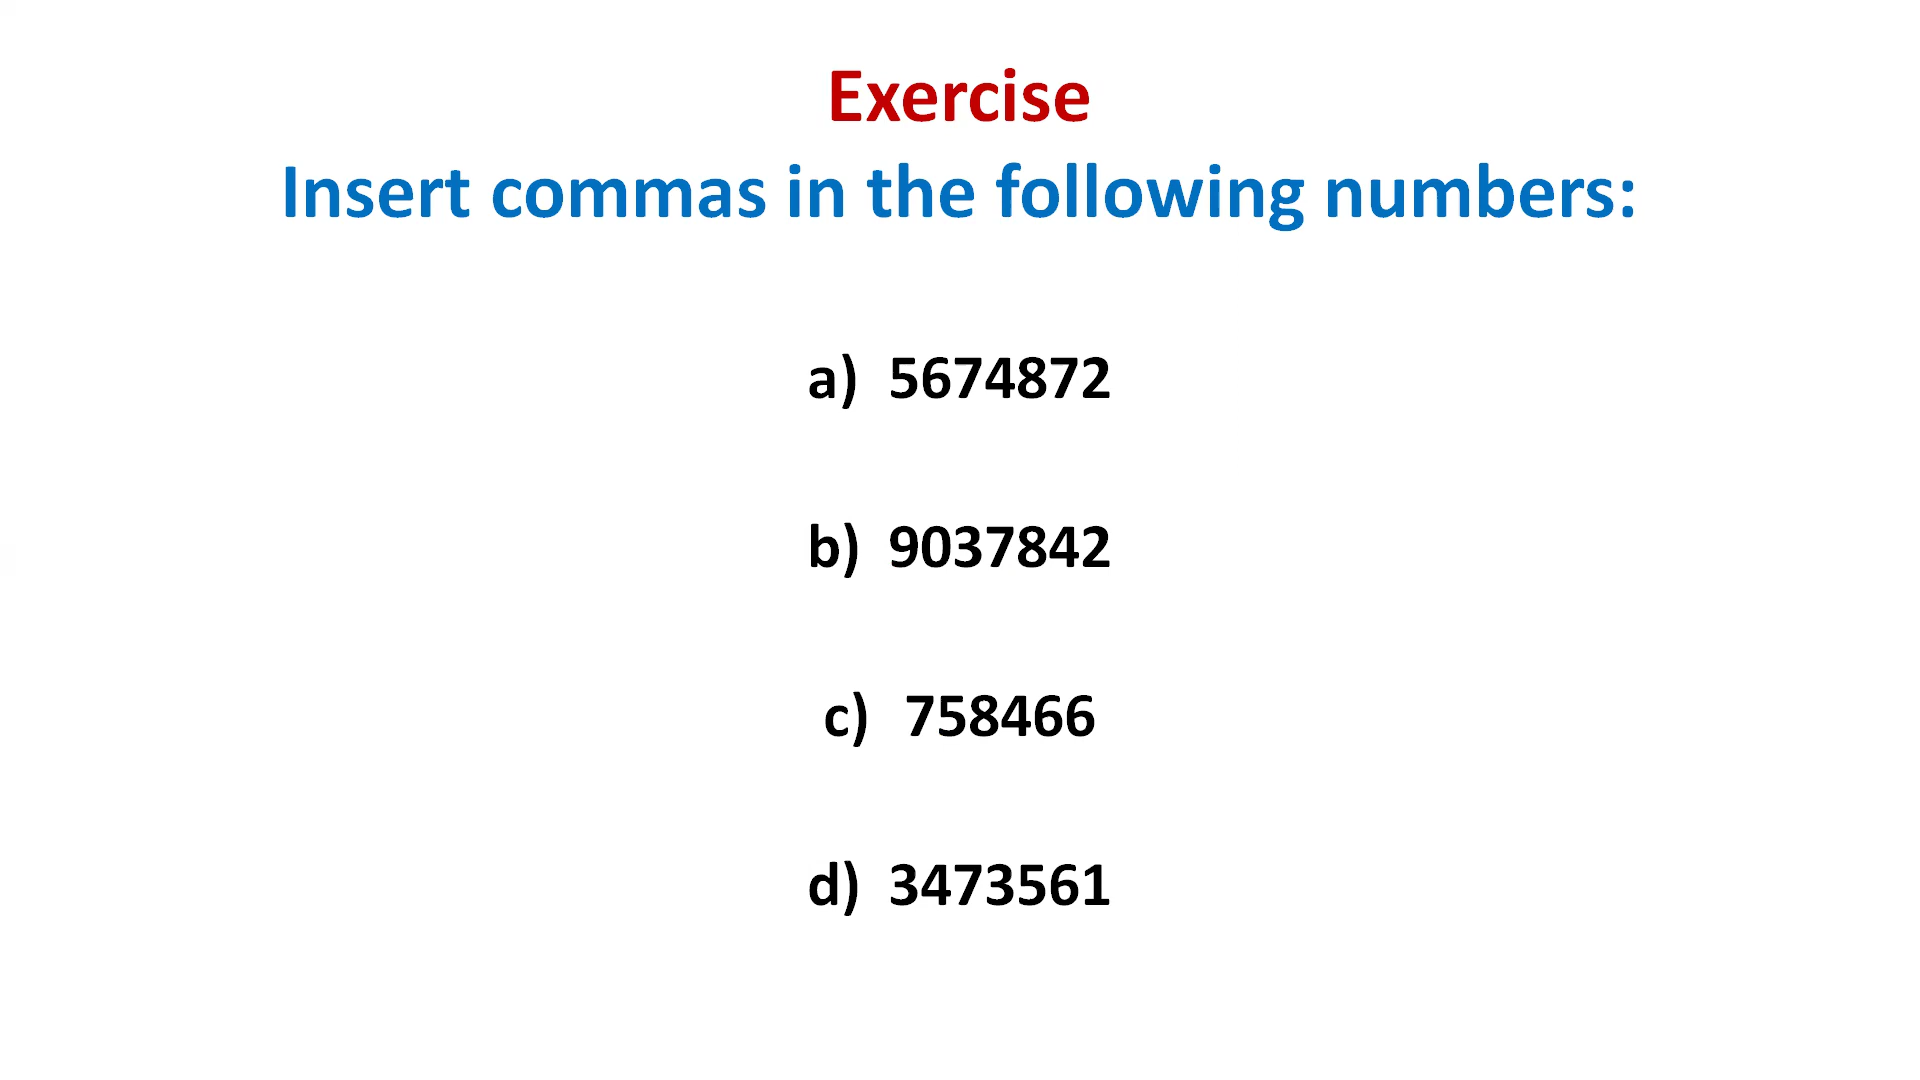 Exercise
Insert commas in the following numbers:
a) 5674872
b) 9037842
c) 758466
d) 3473561